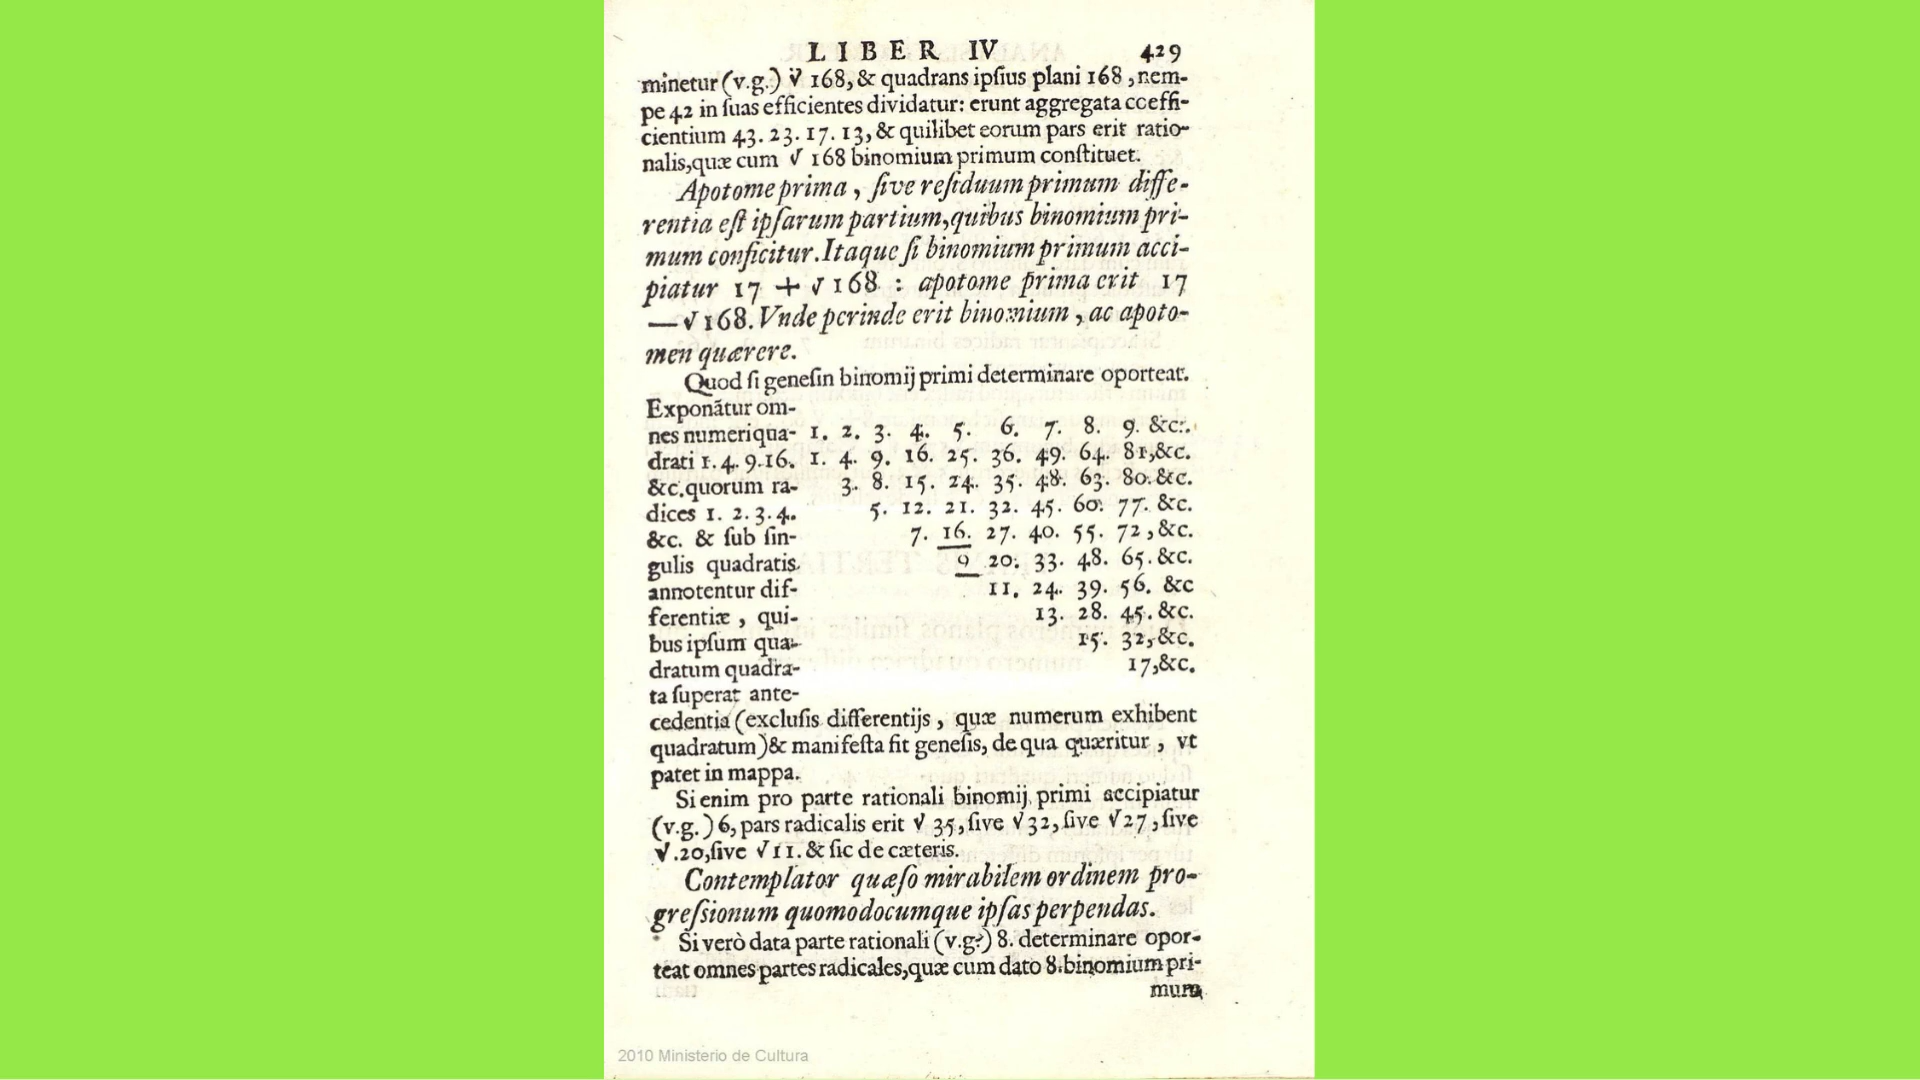 LIBER IV 429
minetur (v.g.) √ 168, & quadrans ipſius plani 168, nem-
pe 42 in ſuas efficientes dividatur: erunt aggregata coeffi-
cientium 43. 23. 17. 13, & quilibet eorum pars erit ratio-
nalis, quæ cum √ 168 binomium primum conſtituet.
Apotome prima, ſive reſiduum primum diffe-
rentia eſt ipſarum partium, quibus binomium pri-
mum conficitur. Itaque ſi binomium primum acci-
piatur 17 + √ 168 : apotome prima erit 17
— √ 168. Vnde perinde erit binomium, ac apoto-
men quærere.
Quod ſi geneſin binomij primi determinare oporteat.
Exponãtur om-
nes numeri qua- 1. 2. 3. 4. 5. 6. 7. 8. 9. &c.
drati 1. 4. 9. 16. 1. 4. 9. 16. 25. 36. 49. 64. 81, &c.
&c. quorum ra- 3. 8. 15. 24. 35. 48. 63. 80. &c.
dices 1. 2. 3. 4. 5. 12. 21. 32. 45. 60. 77. &c.
&c. & ſub ſin- 7. 16. 27. 40. 55. 72, &c.
gulis quadratis 9 20. 33. 48. 65. &c.
annotentur dif- 11. 24. 39. 56. &c
ferentiæ, qui- 13. 28. 45. &c.
bus ipſum qua- 15. 32, &c.
dratum quadra- 17, &c.
ta ſuperat ante-
cedentia (excluſis differentijs, quæ numerum exhibent
quadratum) & manifeſta fit geneſis, de qua quæritur, vt
patet in mappa.
Si enim pro parte rationali binomij primi accipiatur
(v.g.) 6, pars radicalis erit √ 35, ſive √ 32, ſive √ 27, ſive
√.20, ſive √ 11. & ſic de cæteris.
Contemplator quæſo mirabilem ordinem pro-
greſsionum quomodocumque ipſas perpendas.
Si verò data parte rationali (v.g.) 8. determinare opor-
teat omnes partes radicales, quæ cum dato 8. binomium pri-
mum
2010 Ministerio de Cultura